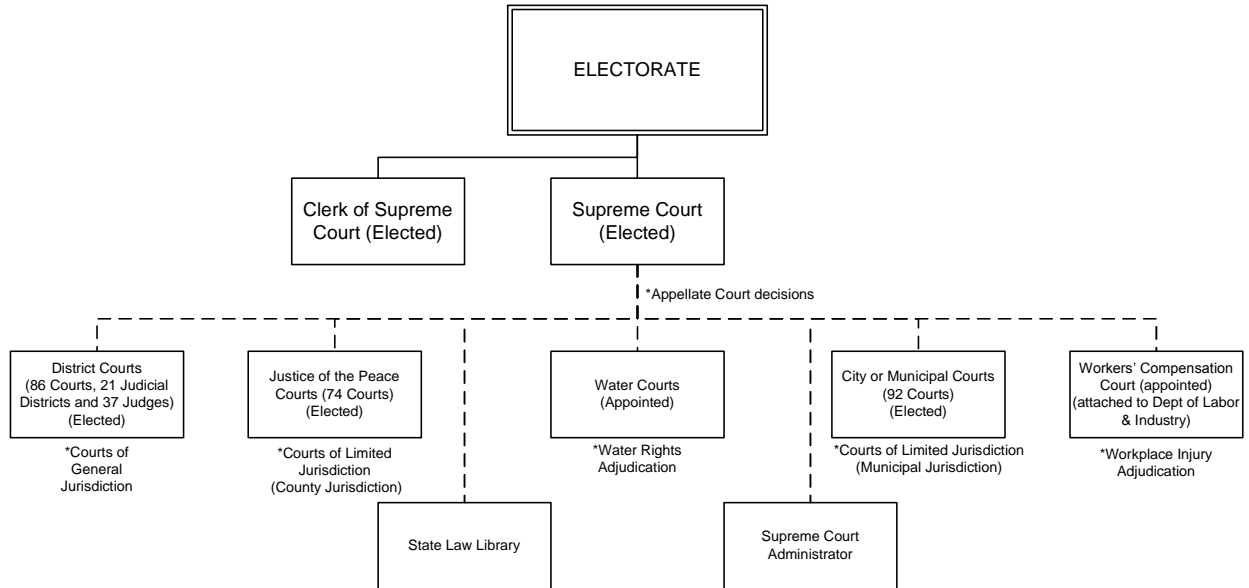 ELECTORATE
Clerk of Supreme
Court (Elected)
Supreme Court
(Elected)
*Appellate Court decisions
District Courts
(86 Courts, 21 Judicial
Districts and 37 Judges)
(Elected)
*Courts of
General
Jurisdiction
Justice of the Peace
Courts (74 Courts)
(Elected)
*Courts of Limited
Jurisdiction
(County Jurisdiction)
Water Courts
(Appointed)
*Water Rights
Adjudication
City or Municipal Courts
(92 Courts)
(Elected)
*Courts of Limited Jurisdiction
(Municipal Jurisdiction)
Workers’ Compensation
Court (appointed)
(attached to Dept of Labor
& Industry)
*Workplace Injury
Adjudication
State Law Library
Supreme Court
Administrator